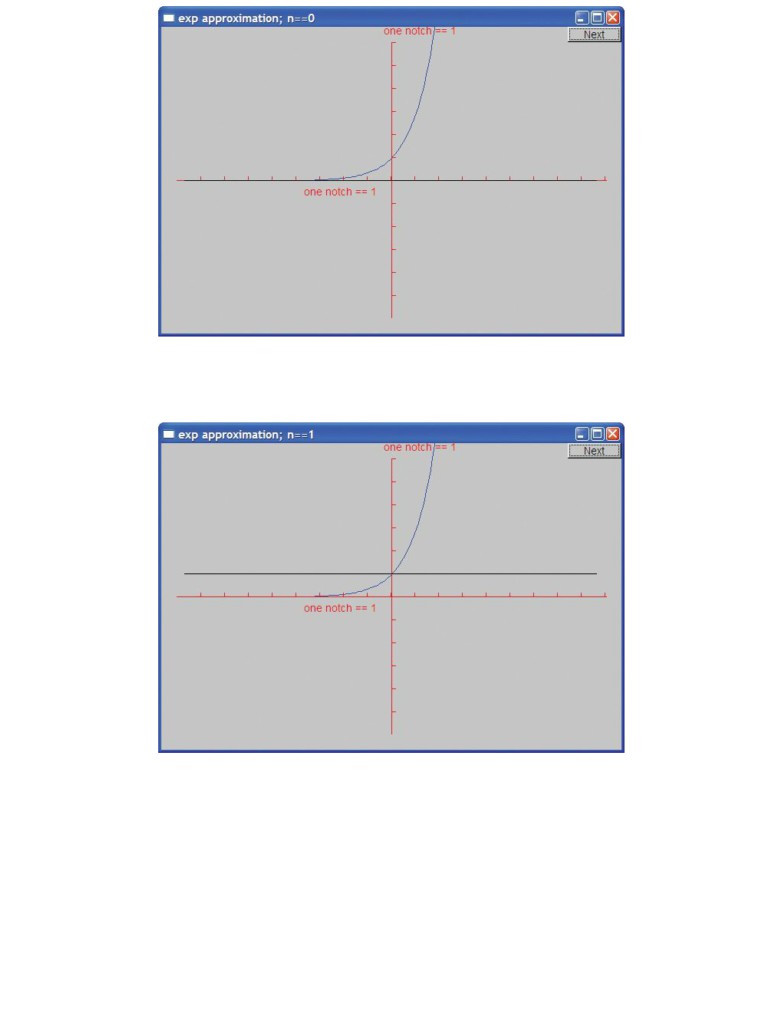 exp approximation; n==0
one notch == 1
Next
one notch == 1
exp approximation; n==1
one notch == 1
Next
one notch == 1